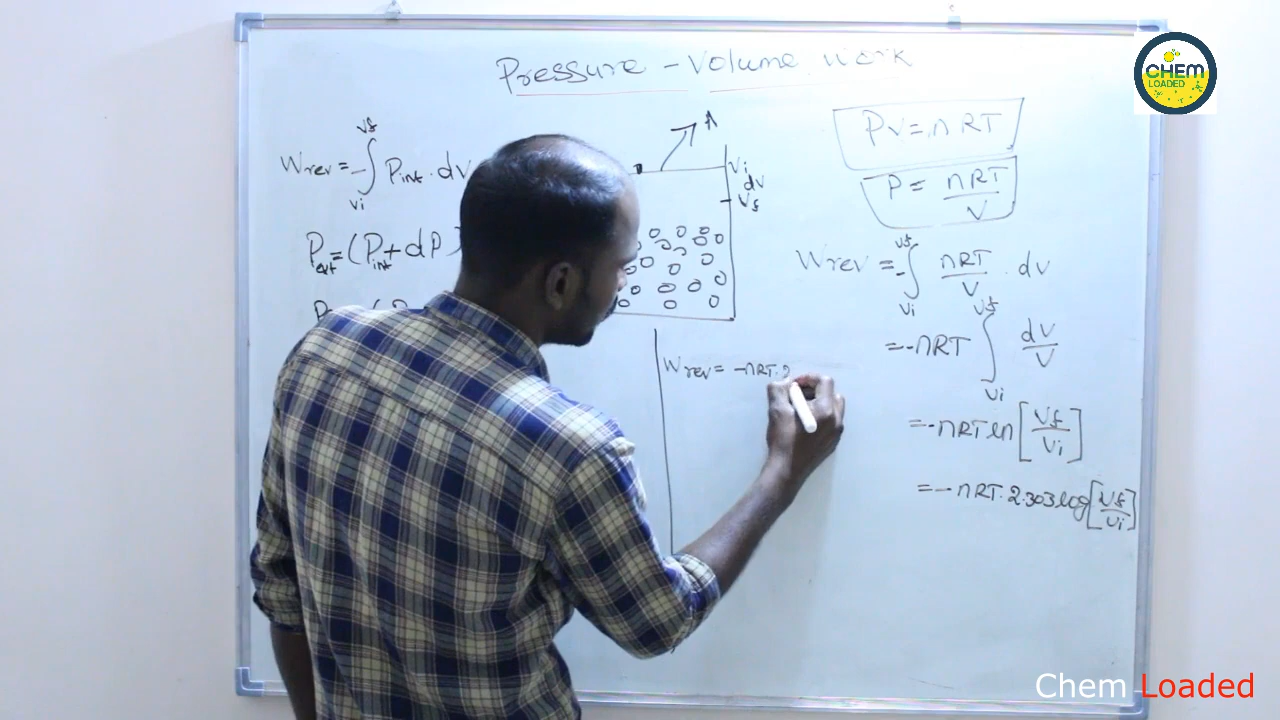 Pressure - Volume work
CHEM
LOADED
Wrev = -∫ Pint . dv
Vf
Vi
Pext = (Pint + dP)
A
Vi
dv
Vf
PV = nRT
P = nRT/V
Wrev = -∫ nRT/V . dv
Vf
Vi
= -nRT ∫ dv/V
Vf
Vi
= -nRT ln [Vf/Vi]
= -nRT. 2.303 log [Vf/Vi]
Wrev = -nRT. 2
Chem Loaded